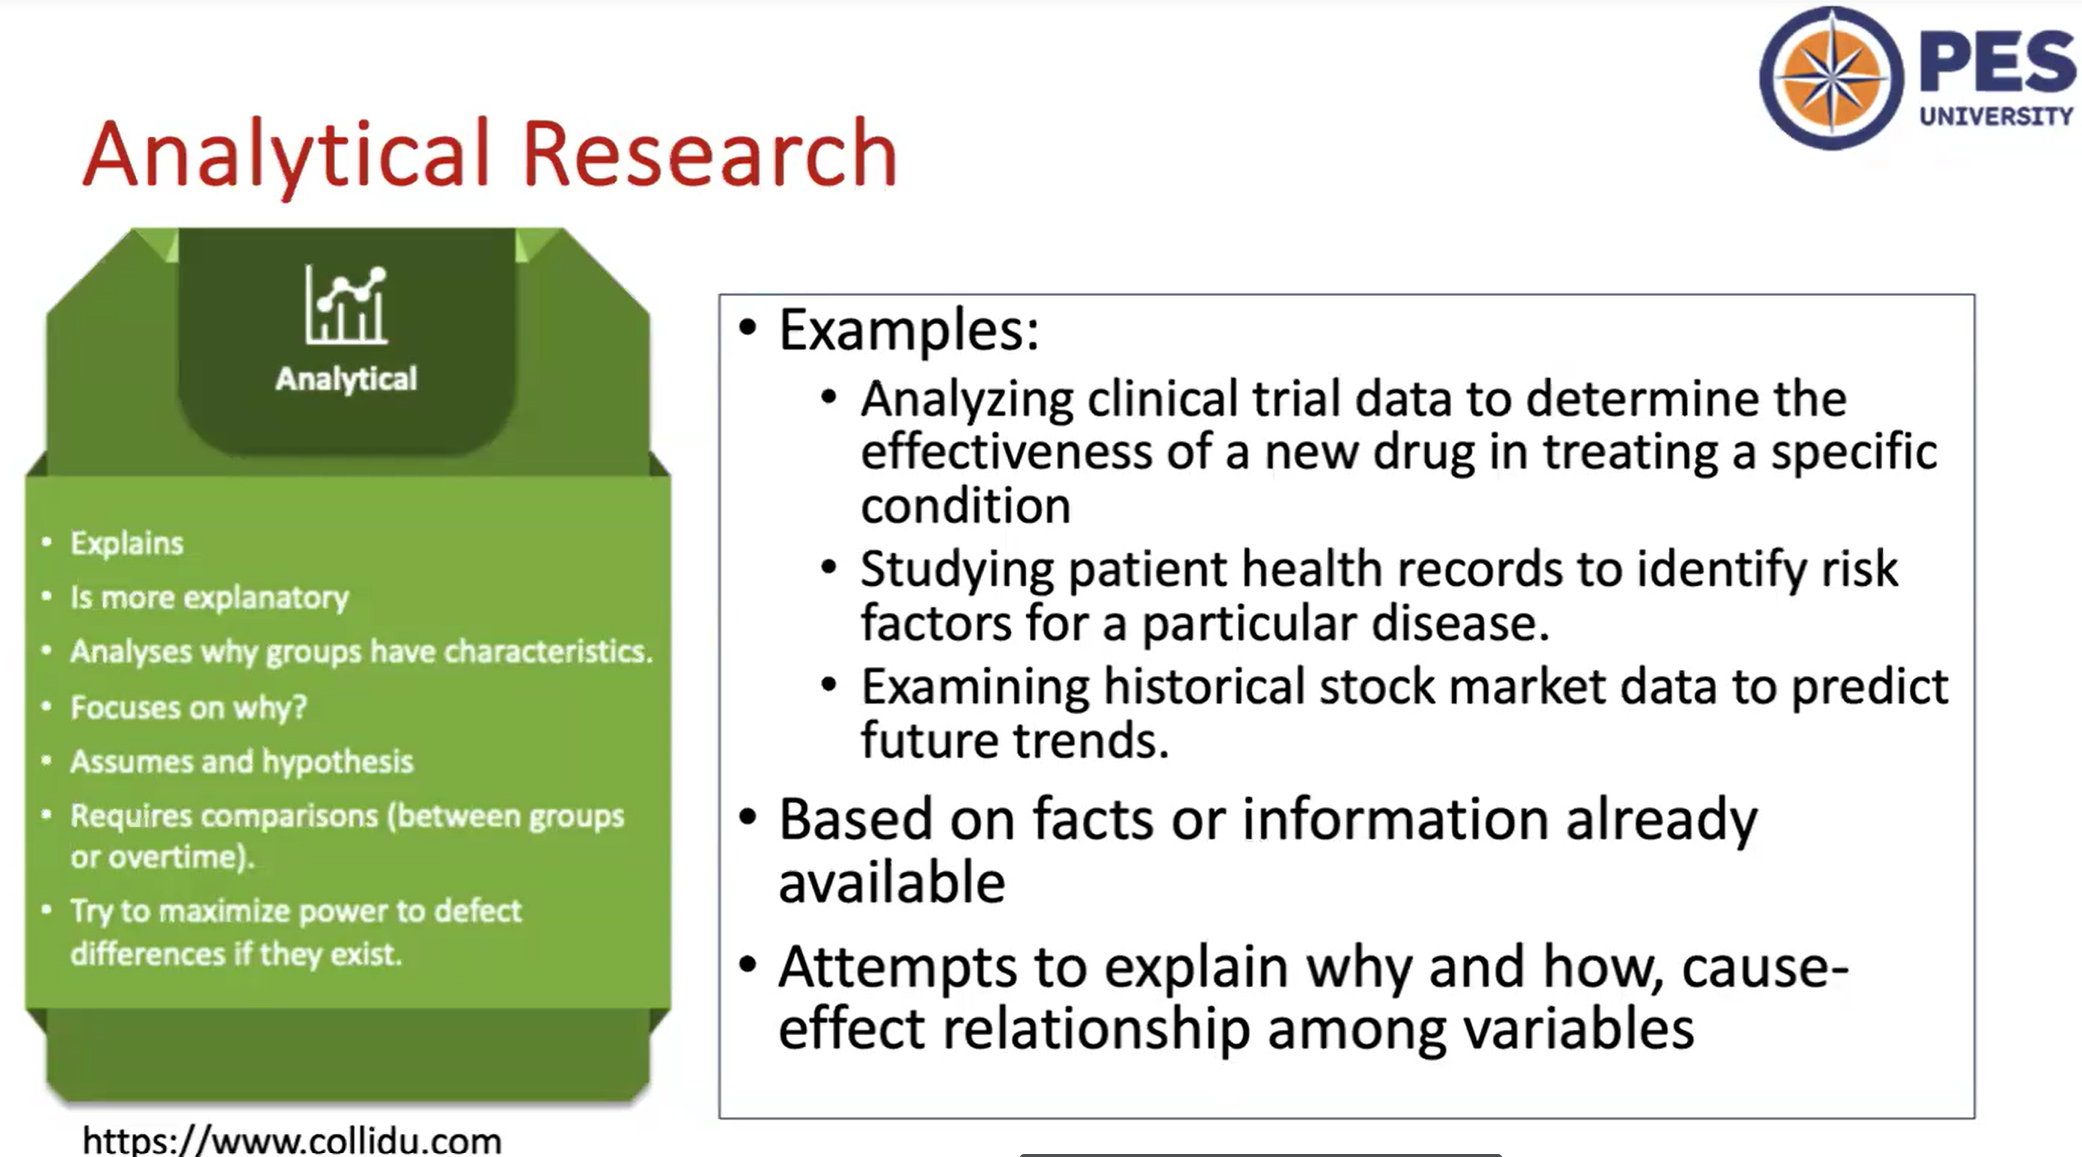 PES
UNIVERSITY
Analytical Research
Analytical
• Explains
• Is more explanatory
• Analyses why groups have characteristics.
• Focuses on why?
• Assumes and hypothesis
• Requires comparisons (between groups
or overtime).
• Try to maximize power to defect
differences if they exist.
https://www.collidu.com
• Examples:
• Analyzing clinical trial data to determine the
effectiveness of a new drug in treating a specific
condition
• Studying patient health records to identify risk
factors for a particular disease.
• Examining historical stock market data to predict
future trends.
• Based on facts or information already
available
• Attempts to explain why and how, cause-
effect relationship among variables